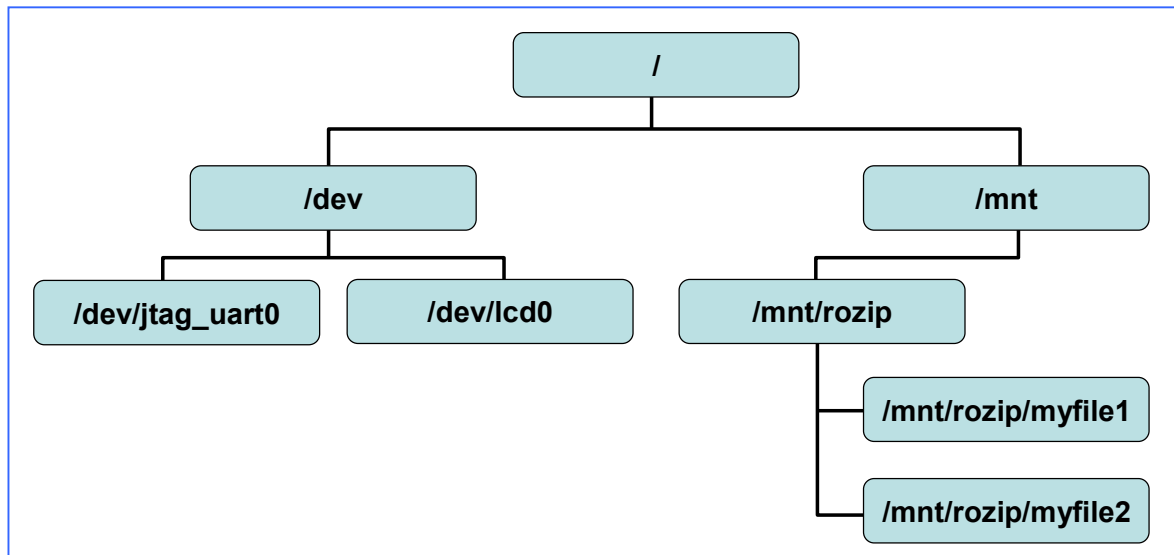 /
/dev
/mnt
/dev/jtag_uart0
/dev/lcd0
/mnt/rozip
/mnt/rozip/myfile1
/mnt/rozip/myfile2